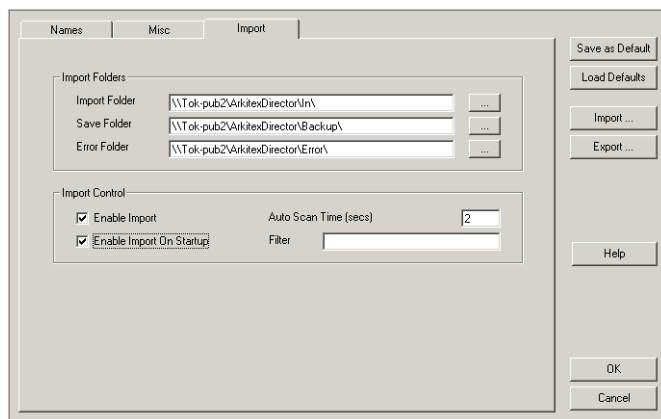 Names Misc Import
Save as Default
Load Defaults
Import Folders
Import Folder \\Tok-pub2\ArkitexDirector\In\ ...
Import ...
Save Folder \\Tok-pub2\ArkitexDirector\Backup\ ...
Error Folder \\Tok-pub2\ArkitexDirector\Error\ ...
Export ...
Import Control
Enable Import Auto Scan Time (secs) 2
Enable Import On Startup Filter
Help
OK
Cancel